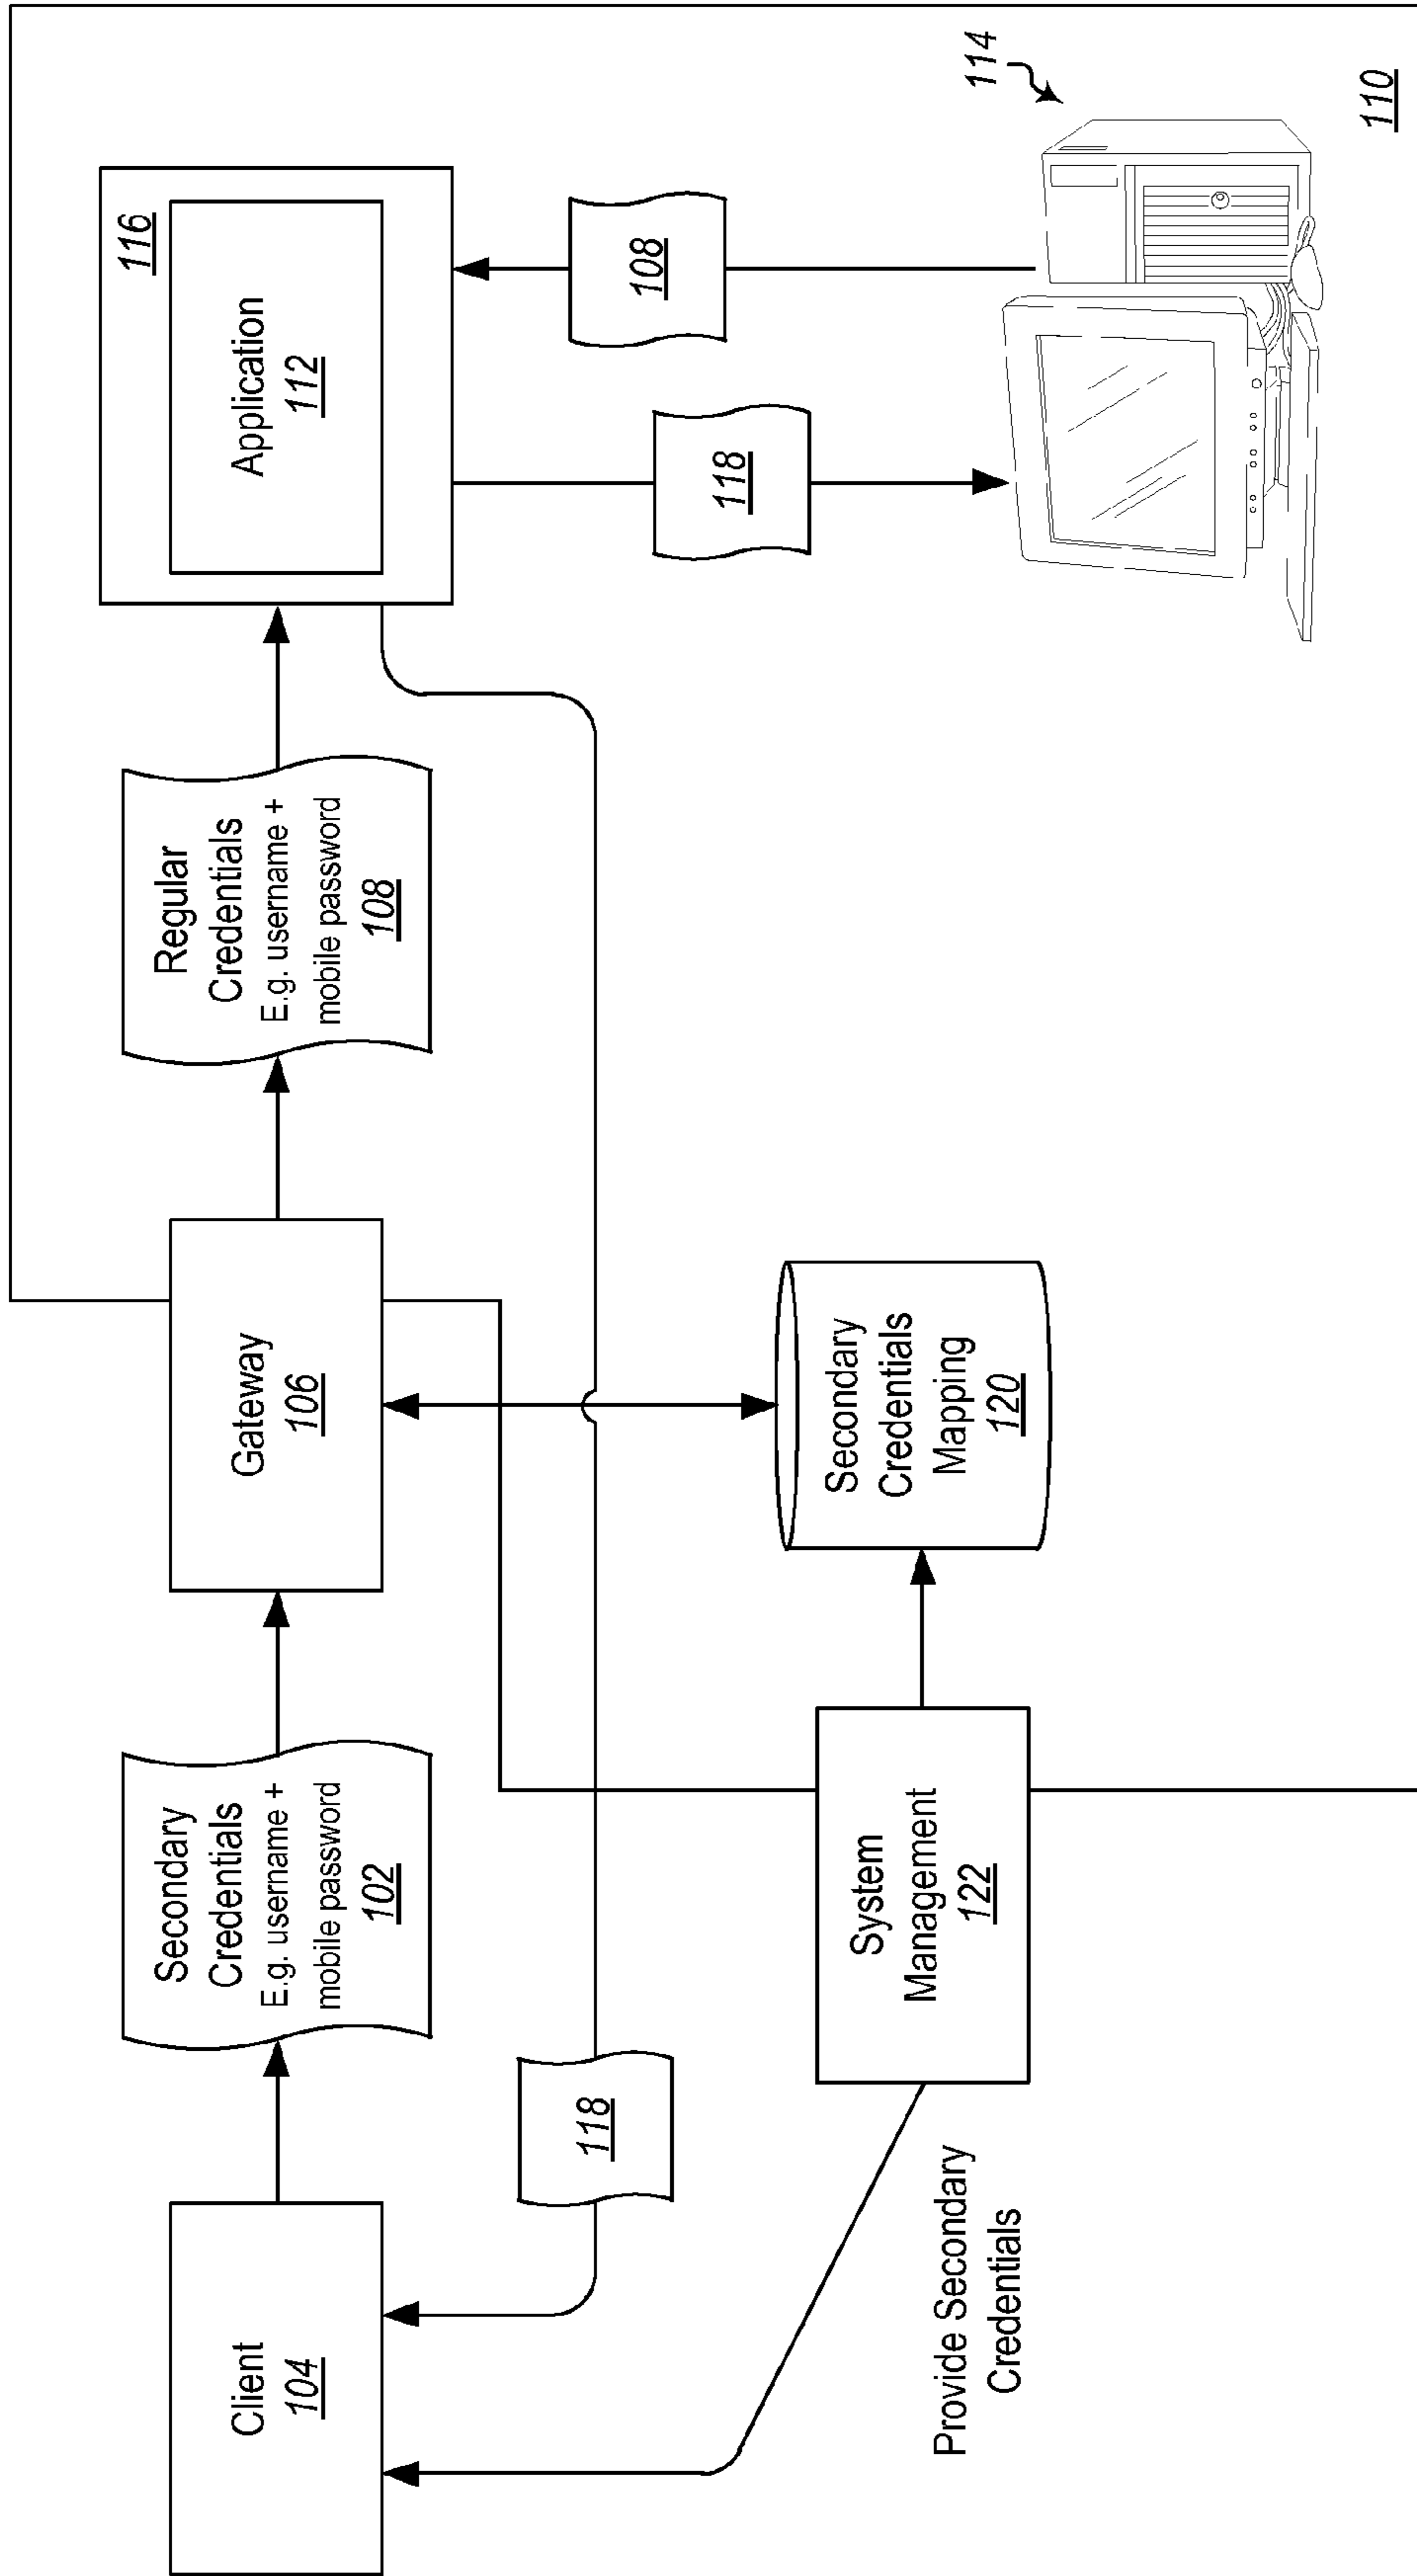 Client
104
Secondary
Credentials
E.g. username +
mobile password
102
Gateway
106
Regular
Credentials
E.g. username +
mobile password
108
116
Application
112
118
118
108
114
System
Management
122
Secondary
Credentials
Mapping
120
Provide Secondary
Credentials
110